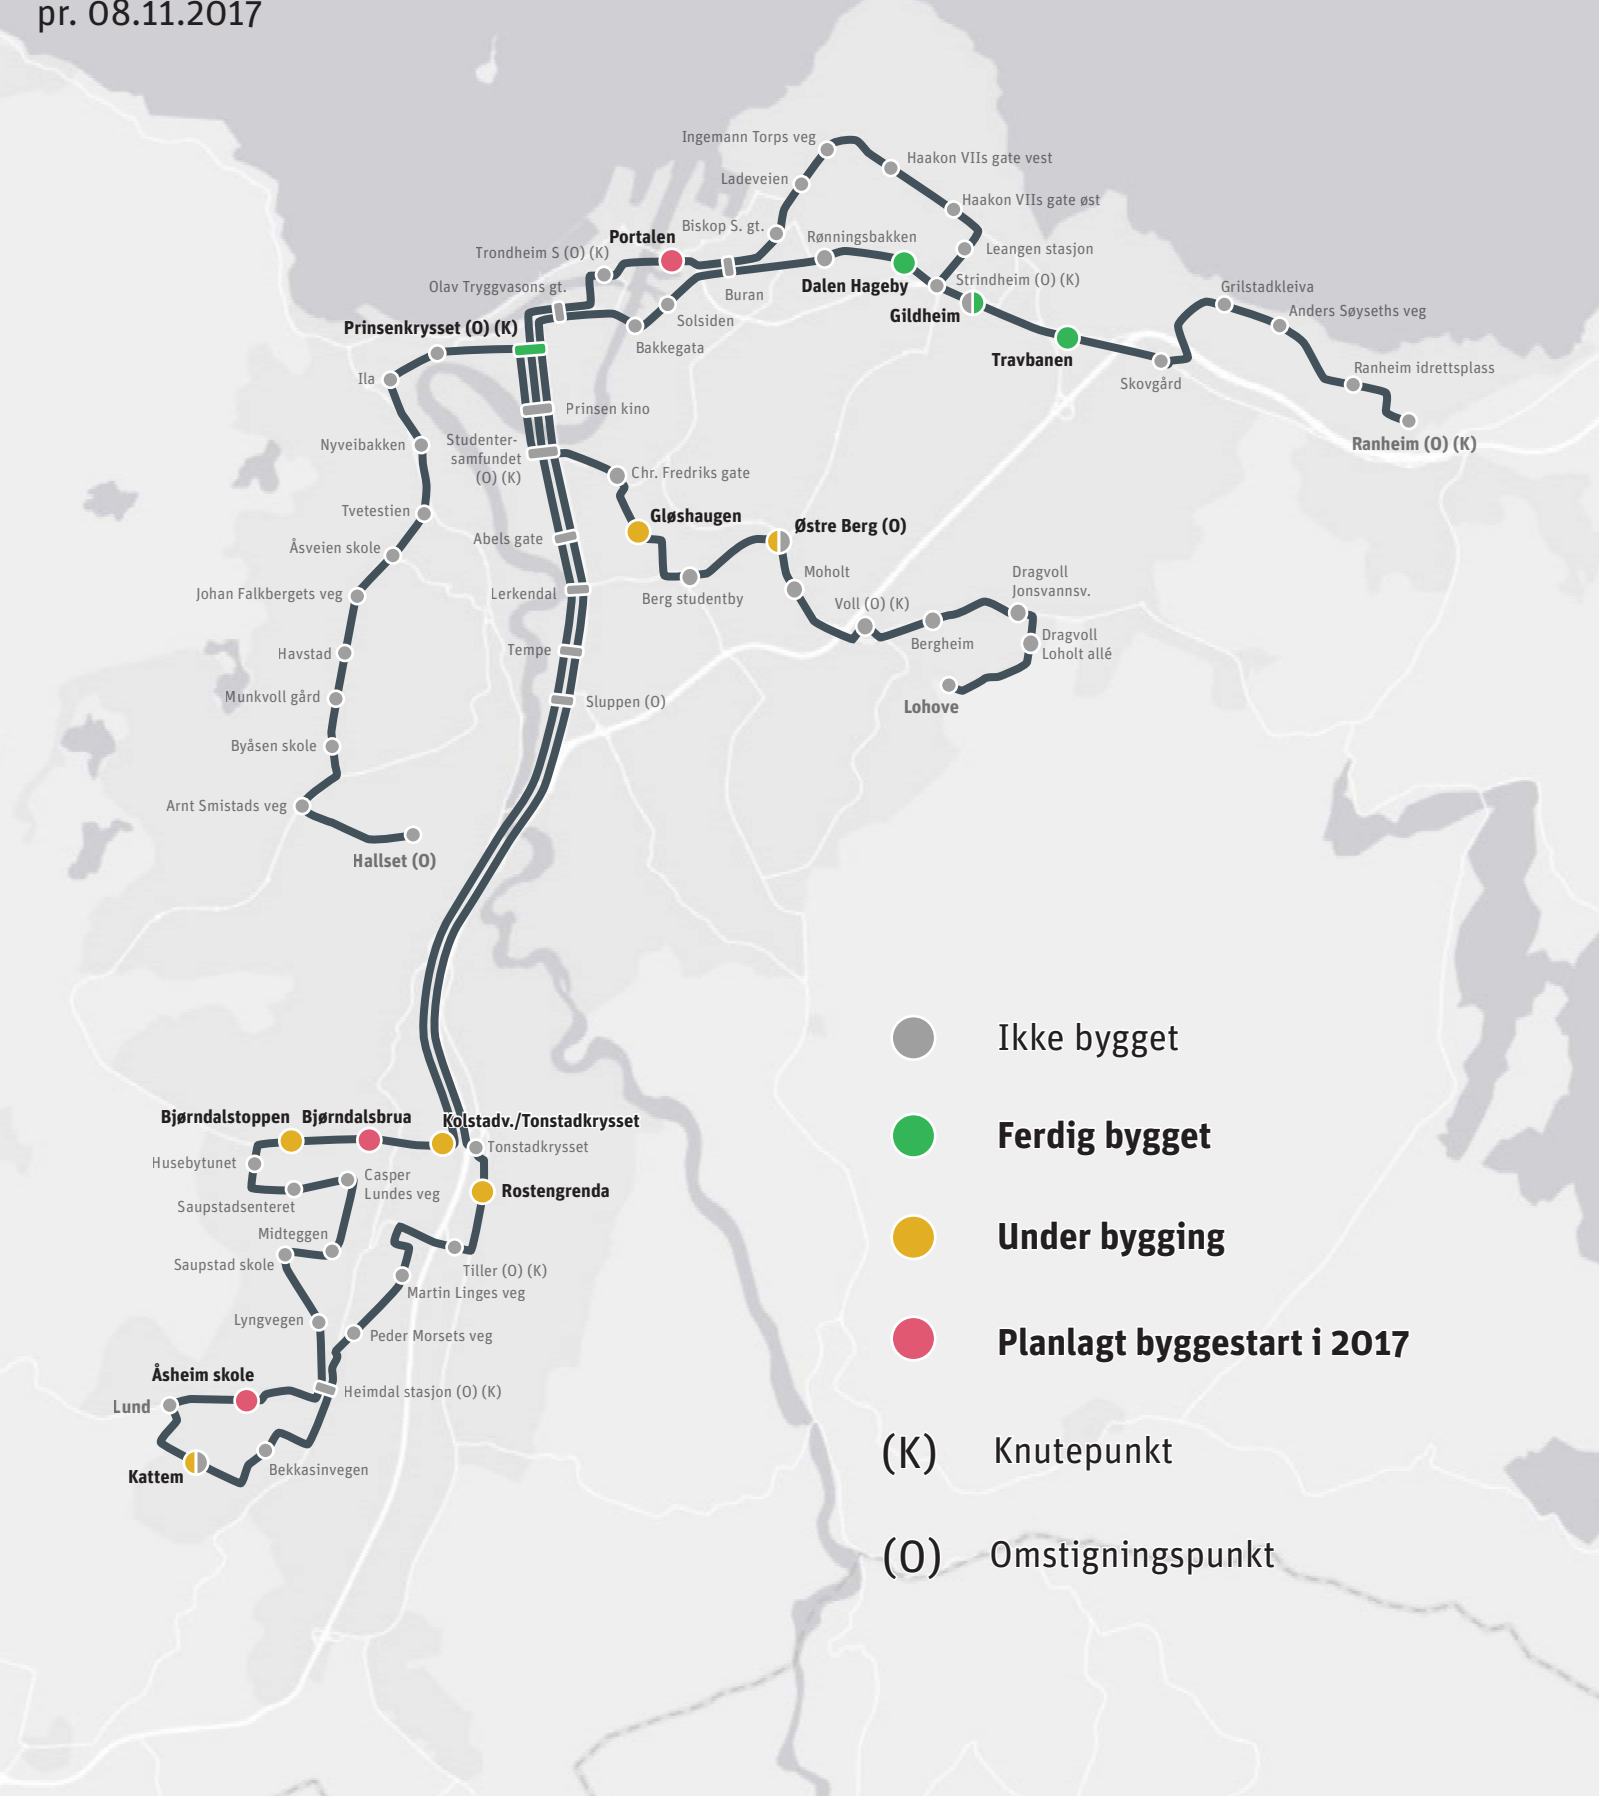 pr. 08.11.2017
Ingemann Torps veg
Haakon VIIs gate vest
Ladeveien
Haakon VIIs gate øst
Biskop S. gt.
Portalen
Rønningsbakken
Leangen stasjon
Trondheim S (O) (K)
Strindheim (O) (K)
Dalen Hageby
Olav Tryggvasons gt.
Buran
Grilstadkleiva
Anders Søyseths veg
Gildheim
Solsiden
Prinsenkrysset (O) (K)
Bakkegata
Travbanen
Ranheim idrettsplass
Skovgård
Ila
Prinsen kino
Ranheim (O) (K)
Nyveibakken
Studenter-
samfundet
(O) (K)
Chr. Fredriks gate
Tvetestien
Gløshaugen
Østre Berg (O)
Abels gate
Åsveien skole
Moholt
Dragvoll
Jonsvannsv.
Johan Falkbergets veg
Lerkendal
Berg studentby
Voll (O) (K)
Bergheim
Dragvoll
Loholt allé
Havstad
Tempe
Munkvoll gård
Sluppen (O)
Lohove
Byåsen skole
Arnt Smistads veg
Hallset (O)
Ikke bygget
Ferdig bygget
Under bygging
Planlagt byggestart i 2017
(K) Knutepunkt
(O) Omstigningspunkt
Bjørndalstoppen
Bjørndalsbrua
Kolstadv./Tonstadkrysset
Tonstadkrysset
Husebytunet
Casper
Lundes veg
Rostengrenda
Saupstadsenteret
Midteggen
Saupstad skole
Tiller (O) (K)
Martin Linges veg
Lyngvegen
Peder Morsets veg
Åsheim skole
Heimdal stasjon (O) (K)
Lund
Kattem
Bekkasinvegen